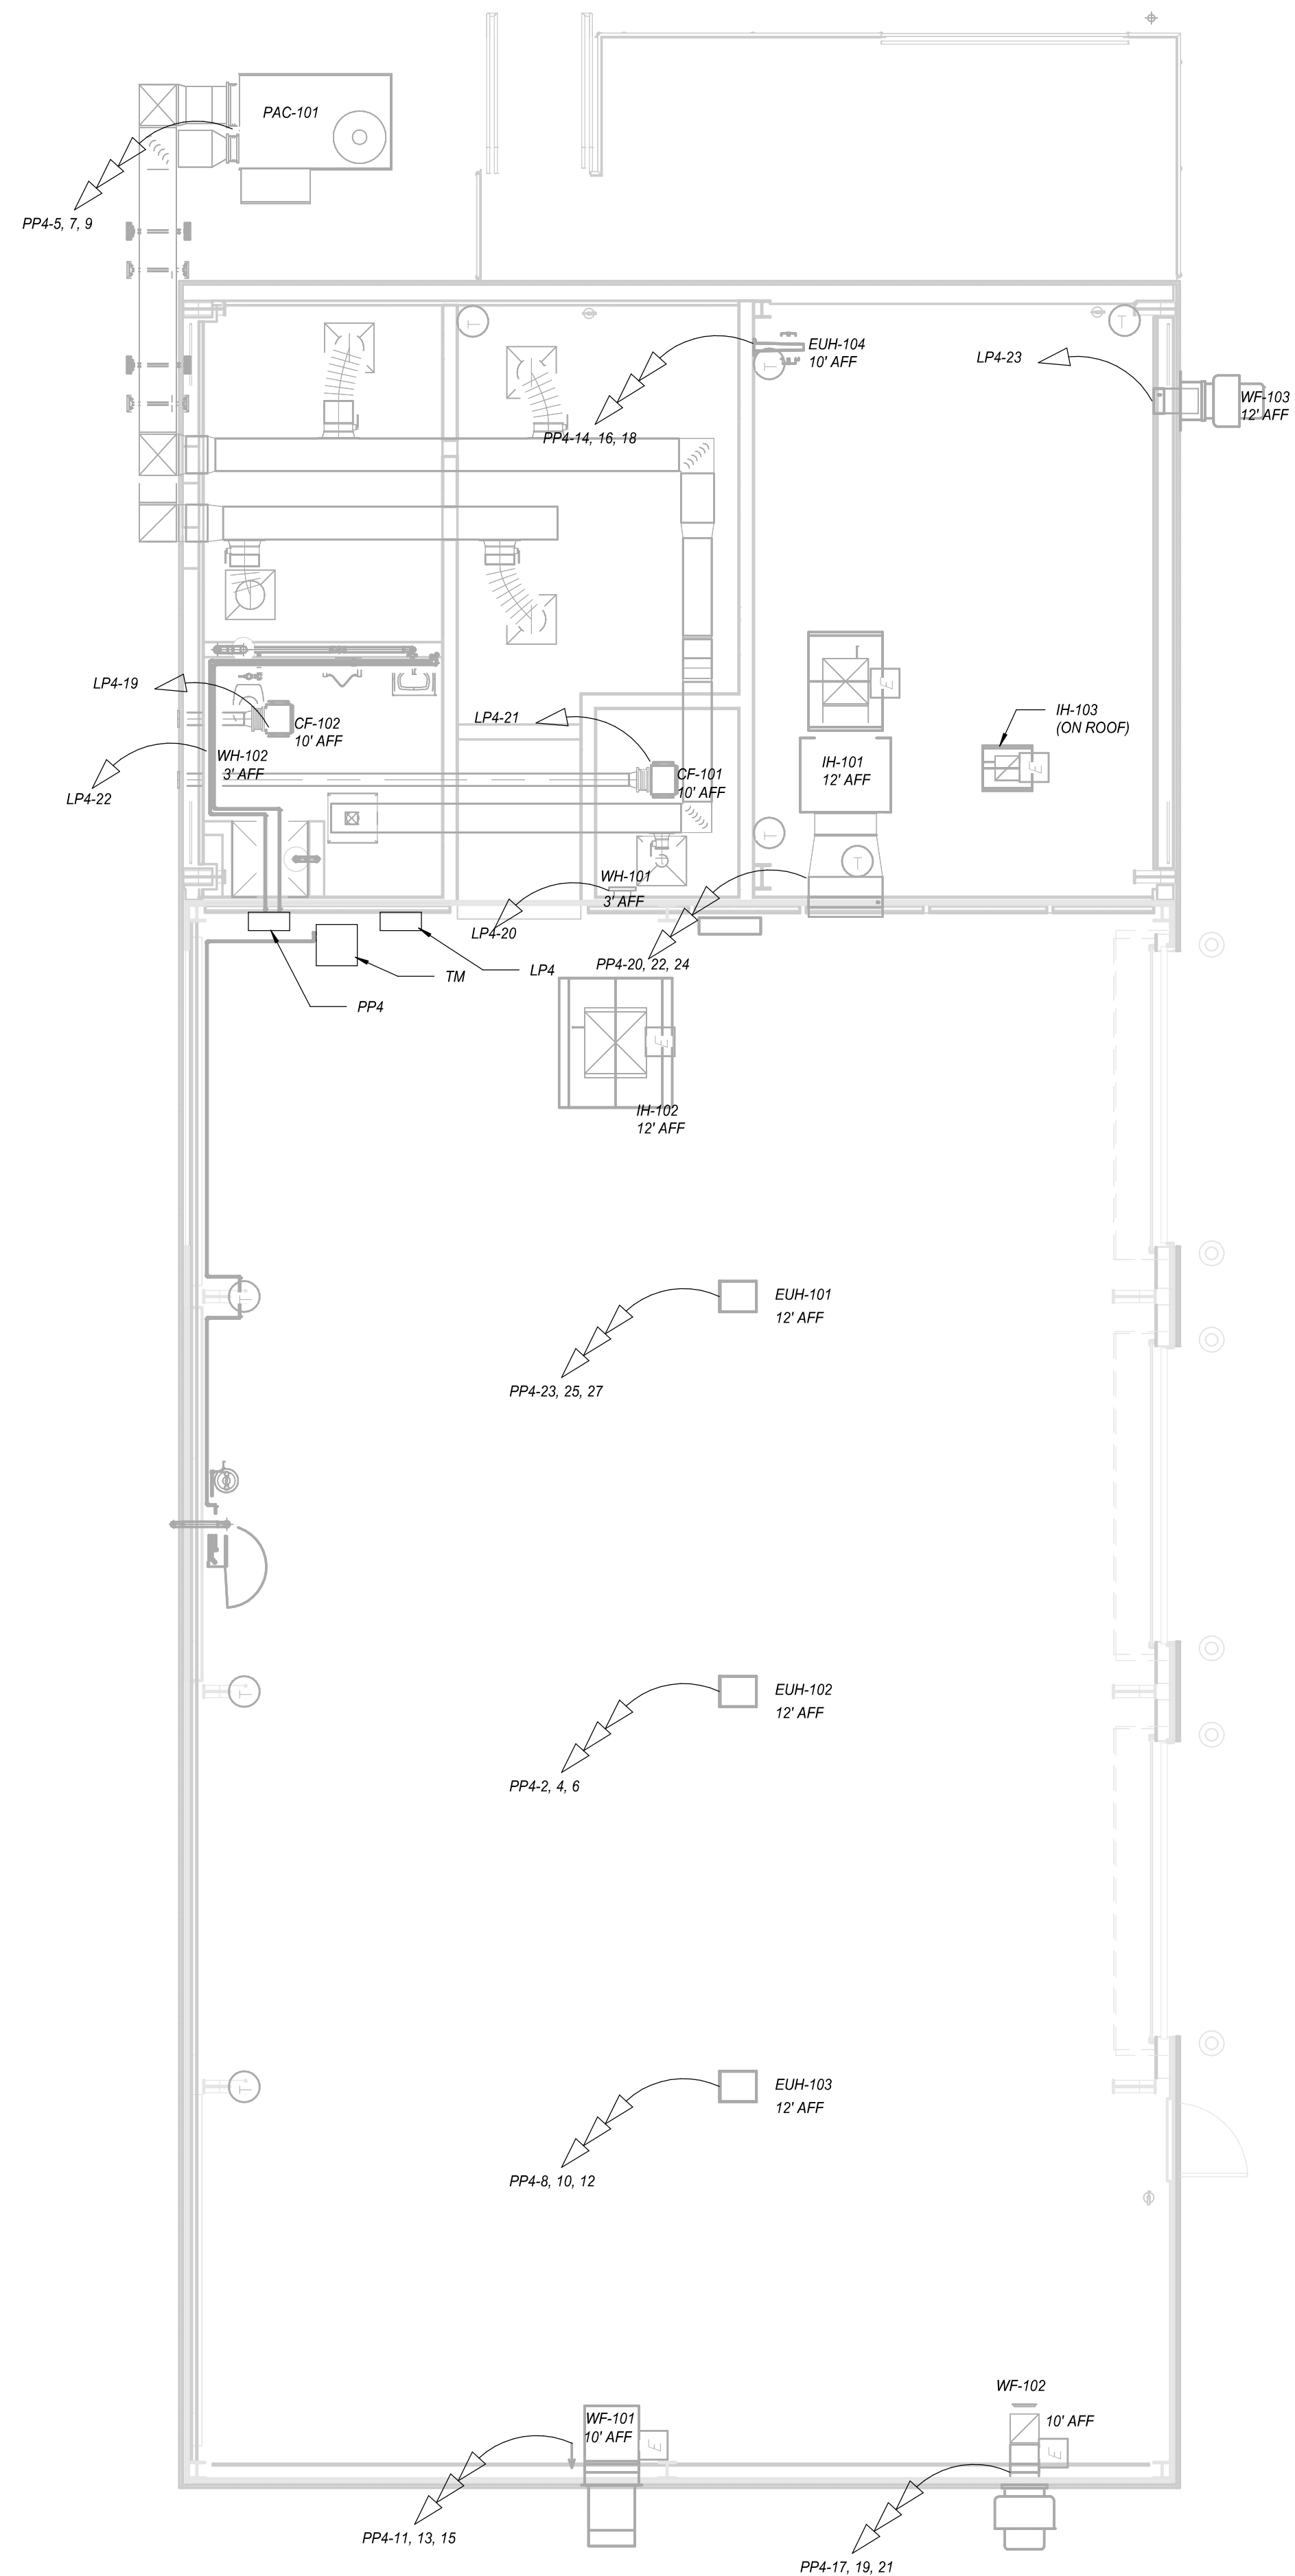 PAC-101
PP4-5, 7, 9
T
T
EUH-104
10' AFF
T
LP4-23
WF-103
12' AFF
PP4-14, 16, 18
LP4-19
CF-102
10' AFF
LP4-21
E
IH-103
(ON ROOF)
WH-102
3' AFF
LP4-22
CF-101
10' AFF
IH-101
12' AFF
E
T
T
WH-101
3' AFF
LP4-20
PP4-20, 22, 24
LP4
TM
PP4
E
IH-102
12' AFF
T
EUH-101
12' AFF
PP4-23, 25, 27
T
EUH-102
12' AFF
PP4-2, 4, 6
T
EUH-103
12' AFF
PP4-8, 10, 12
WF-102
WF-101
10' AFF
E
10' AFF
E
PP4-11, 13, 15
PP4-17, 19, 21